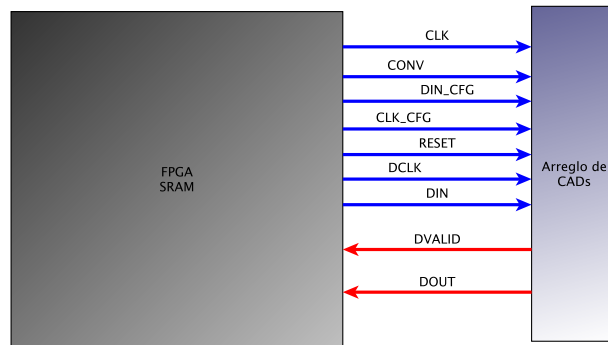 CLK
CONV
DIN_CFG
CLK_CFG
RESET
DCLK
DIN
DVALID
DOUT
FPGA
SRAM
Arreglo de
CADs